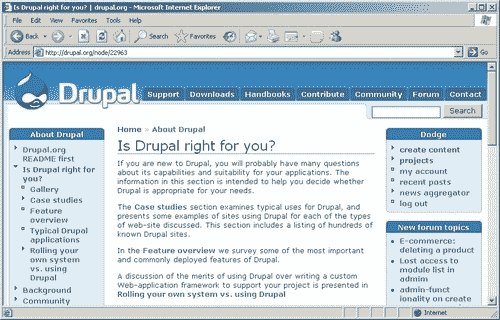 Is Drupal right for you? | drupal.org - Microsoft Internet Explorer
File Edit View Favorites Tools Help
Back Search Favorites
Address http://drupal.org/node/22963 Go
Drupal
Support Downloads Handbooks Contribute Community Forum Contact
Search
About Drupal
Drupal.org
README first
Is Drupal right for
you?
Gallery
Case studies
Feature
overview
Typical Drupal
applications
Rolling your
own system
vs. using
Drupal
Background
Community
Home » About Drupal
Is Drupal right for you?
If you are new to Drupal, you will probably have many questions
about its capabilities and suitability for your applications. The
information in this section is intended to help you decide whether
Drupal is appropriate for your needs.
The Case studies section examines typical uses for Drupal, and
presents some examples of sites using Drupal for each of the types
of web-site discussed. This section includes a listing of hundreds of
known Drupal sites.
In the Feature overview we survey some of the most important
and commonly deployed features of Drupal.
A discussion of the merits of using Drupal over writing a custom
Web-application framework to support your project is presented in
Rolling your own system vs. using Drupal
Dodge
create content
projects
my account
recent posts
news aggregator
log out
New forum topics
E-commerce:
deleting a product
Lost access to
module list in
admim
admin-funct
ionality on create
Internet